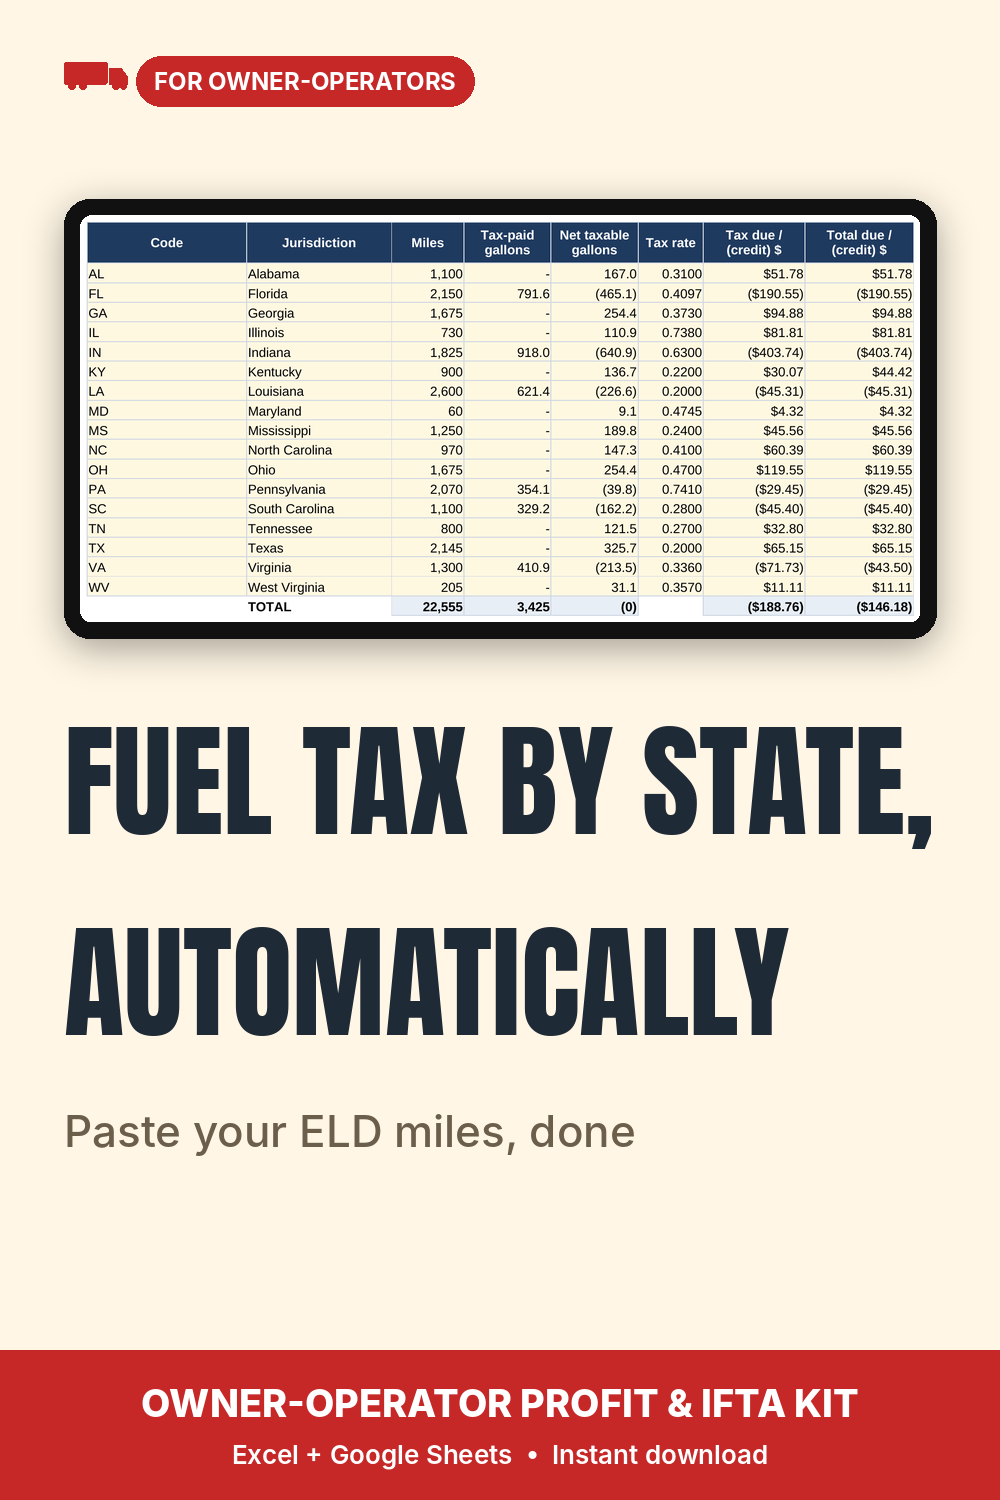 FOR OWNER-OPERATORS
Code Jurisdiction Miles Tax-paid gallons Net taxable gallons Tax rate Tax due / (credit) $ Total due / (credit) $
AL Alabama 1,100 - 167.0 0.3100 $51.78 $51.78
FL Florida 2,150 791.6 (465.1) 0.4097 ($190.55) ($190.55)
GA Georgia 1,675 - 254.4 0.3730 $94.88 $94.88
IL Illinois 730 - 110.9 0.7380 $81.81 $81.81
IN Indiana 1,825 918.0 (640.9) 0.6300 ($403.74) ($403.74)
KY Kentucky 900 - 136.7 0.2200 $30.07 $44.42
LA Louisiana 2,600 621.4 (226.6) 0.2000 ($45.31) ($45.31)
MD Maryland 60 - 9.1 0.4745 $4.32 $4.32
MS Mississippi 1,250 - 189.8 0.2400 $45.56 $45.56
NC North Carolina 970 - 147.3 0.4100 $60.39 $60.39
OH Ohio 1,675 - 254.4 0.4700 $119.55 $119.55
PA Pennsylvania 2,070 354.1 (39.8) 0.7410 ($29.45) ($29.45)
SC South Carolina 1,100 329.2 (162.2) 0.2800 ($45.40) ($45.40)
TN Tennessee 800 - 121.5 0.2700 $32.80 $32.80
TX Texas 2,145 - 325.7 0.2000 $65.15 $65.15
VA Virginia 1,300 410.9 (213.5) 0.3360 ($71.73) ($43.50)
WV West Virginia 205 - 31.1 0.3570 $11.11 $11.11
TOTAL 22,555 3,425 (0) ($188.76) ($146.18)
FUEL TAX BY STATE,
AUTOMATICALLY
Paste your ELD miles, done
OWNER-OPERATOR PROFIT & IFTA KIT
Excel + Google Sheets • Instant download